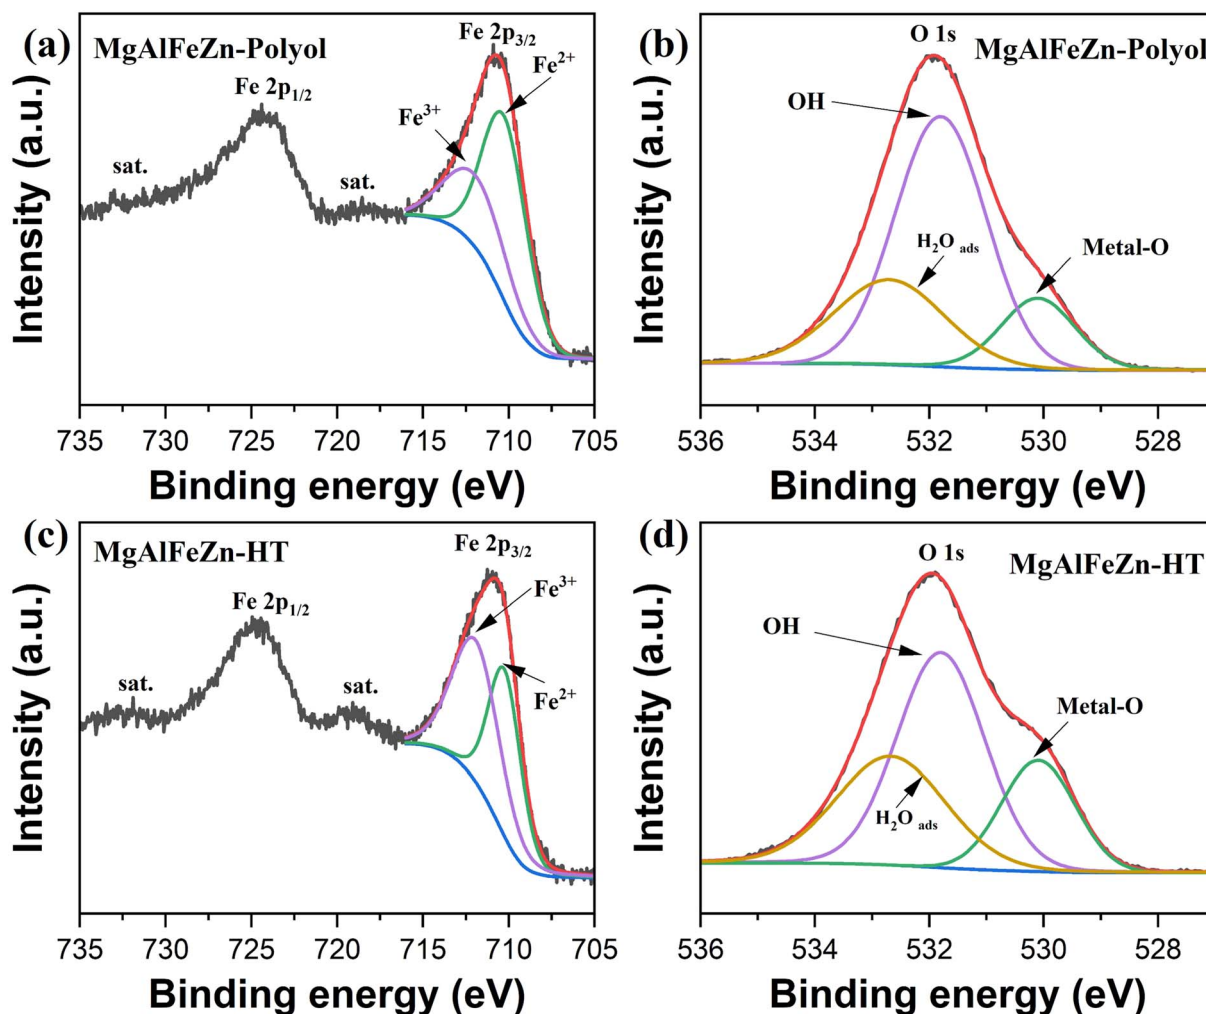 (a) MgAlFeZn-Polyol
Fe 2p3/2
Fe2+
Fe3+
Fe 2p1/2
sat.
sat.
Intensity (a.u.)
735 730 725 720 715 710 705
Binding energy (eV)
(b) O 1s MgAlFeZn-Polyol
OH
H2O ads
Metal-O
Intensity (a.u.)
536 534 532 530 528
Binding energy (eV)
(c) MgAlFeZn-HT
Fe 2p3/2
Fe3+
Fe 2p1/2
sat.
sat.
Fe2+
Intensity (a.u.)
735 730 725 720 715 710 705
Binding energy (eV)
(d) O 1s
MgAlFeZn-HT
OH
Metal-O
H2O ads
Intensity (a.u.)
536 534 532 530 528
Binding energy (eV)